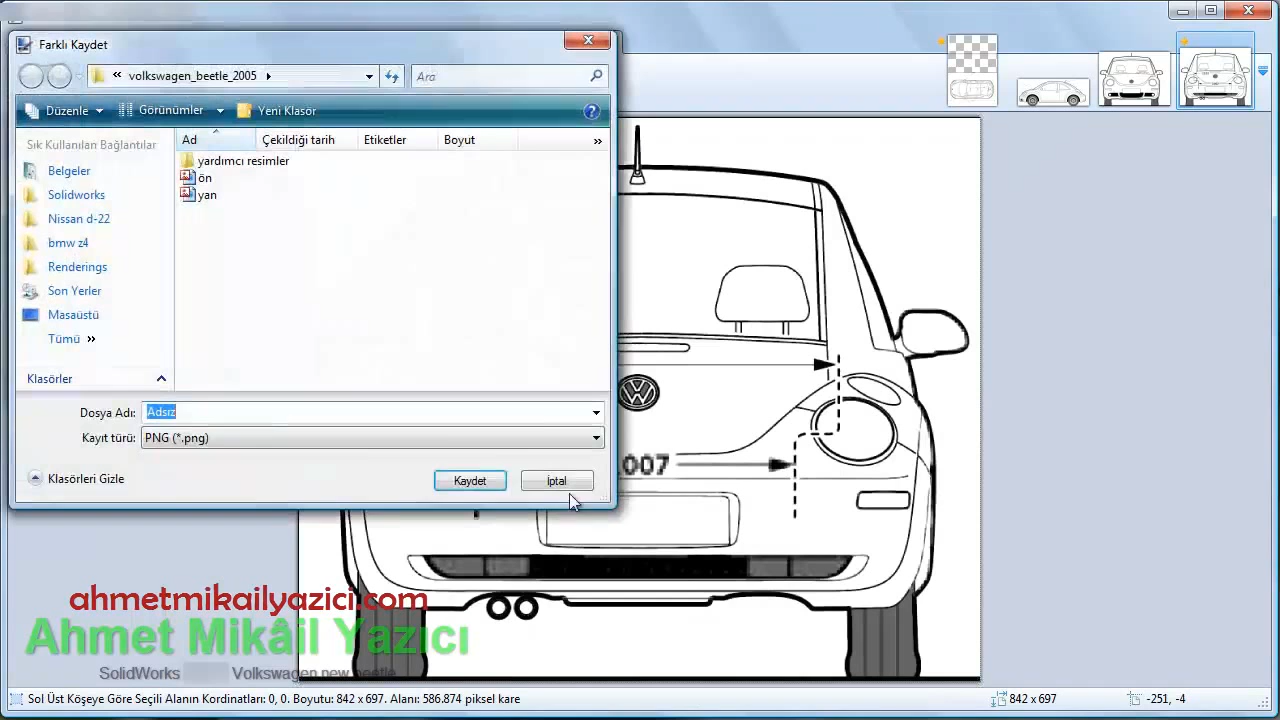 Farklı Kaydet
volkswagen_beetle_2005
Ara
Düzenle
Görünümler
Yeni Klasör
Sık Kullanılan Bağlantılar
Belgeler
Solidworks
Nissan d-22
bmw z4
Renderings
Son Yerler
Masaüstü
Tümü »
Klasörler
Ad
Çekildiği tarih
Etiketler
Boyut
»
yardımcı resimler
ön
yan
Dosya Adı: Adsız
Kayıt türü: PNG (*.png)
Klasörleri Gizle
Kaydet
İptal
.007
ahmetmikailyazici.com
Ahmet Mikâil Yazıcı
SolidWorks Volkswagen new beetle
Sol Üst Köşeye Göre Seçili Alanın Kordinatları: 0, 0. Boyutu: 842 x 697. Alanı: 586.874 piksel kare
842 x 697
-251, -4